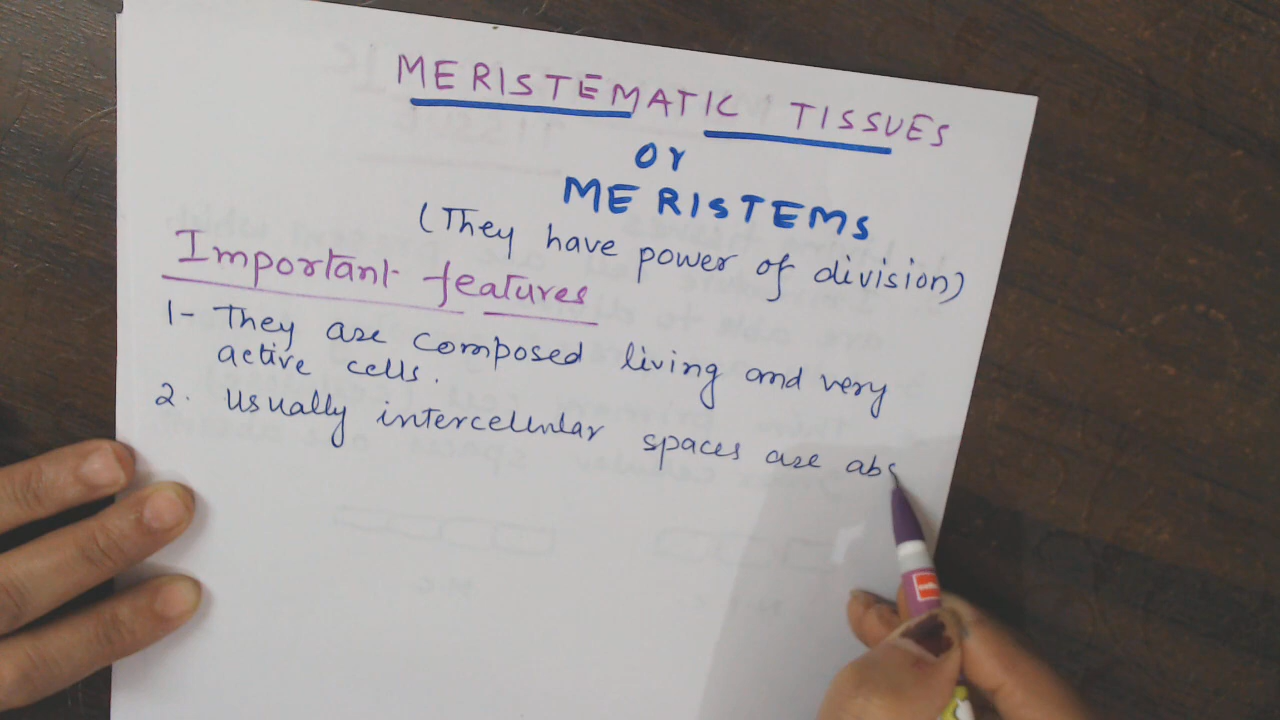 MERISTEMATIC TISSUES
Or
MERISTEMS
(They have power of division)
Important features
1- They are composed living and very
active cells.
2. Usually intercellular spaces are abs